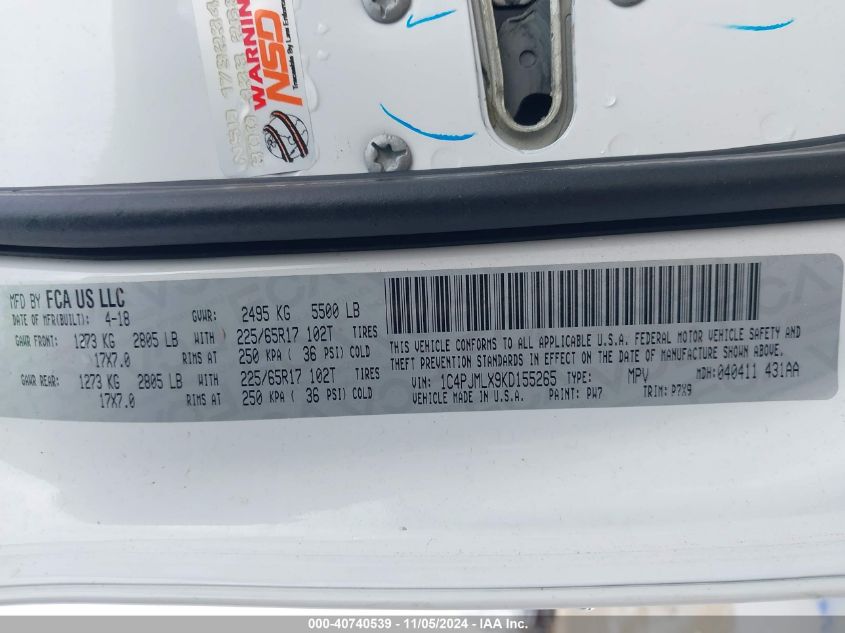 WARNING
NSD
Traceable By Law Enforcement
MFD BY FCA US LLC
DATE OF MFR(BUILT): 4-18 GVWR: 2495 KG 5500 LB
GAWR FRONT: 1273 KG 2805 LB WITH 225/65R17 102T TIRES
17X7.0 RIMS AT 250 KPA ( 36 PSI) COLD
GAWR REAR: 1273 KG 2805 LB WITH 225/65R17 102T TIRES
17X7.0 RIMS AT 250 KPA ( 36 PSI) COLD
THIS VEHICLE CONFORMS TO ALL APPLICABLE U.S.A. FEDERAL MOTOR VEHICLE SAFETY AND
THEFT PREVENTION STANDARDS IN EFFECT ON THE DATE OF MANUFACTURE SHOWN ABOVE.
VIN: 1C4PJMLX9KD155265 TYPE: MPV MDH: 040411 431AA
VEHICLE MADE IN U.S.A. PAINT: PW7 TRIM: P7X9
000-40740539 - 11/05/2024 - IAA Inc.